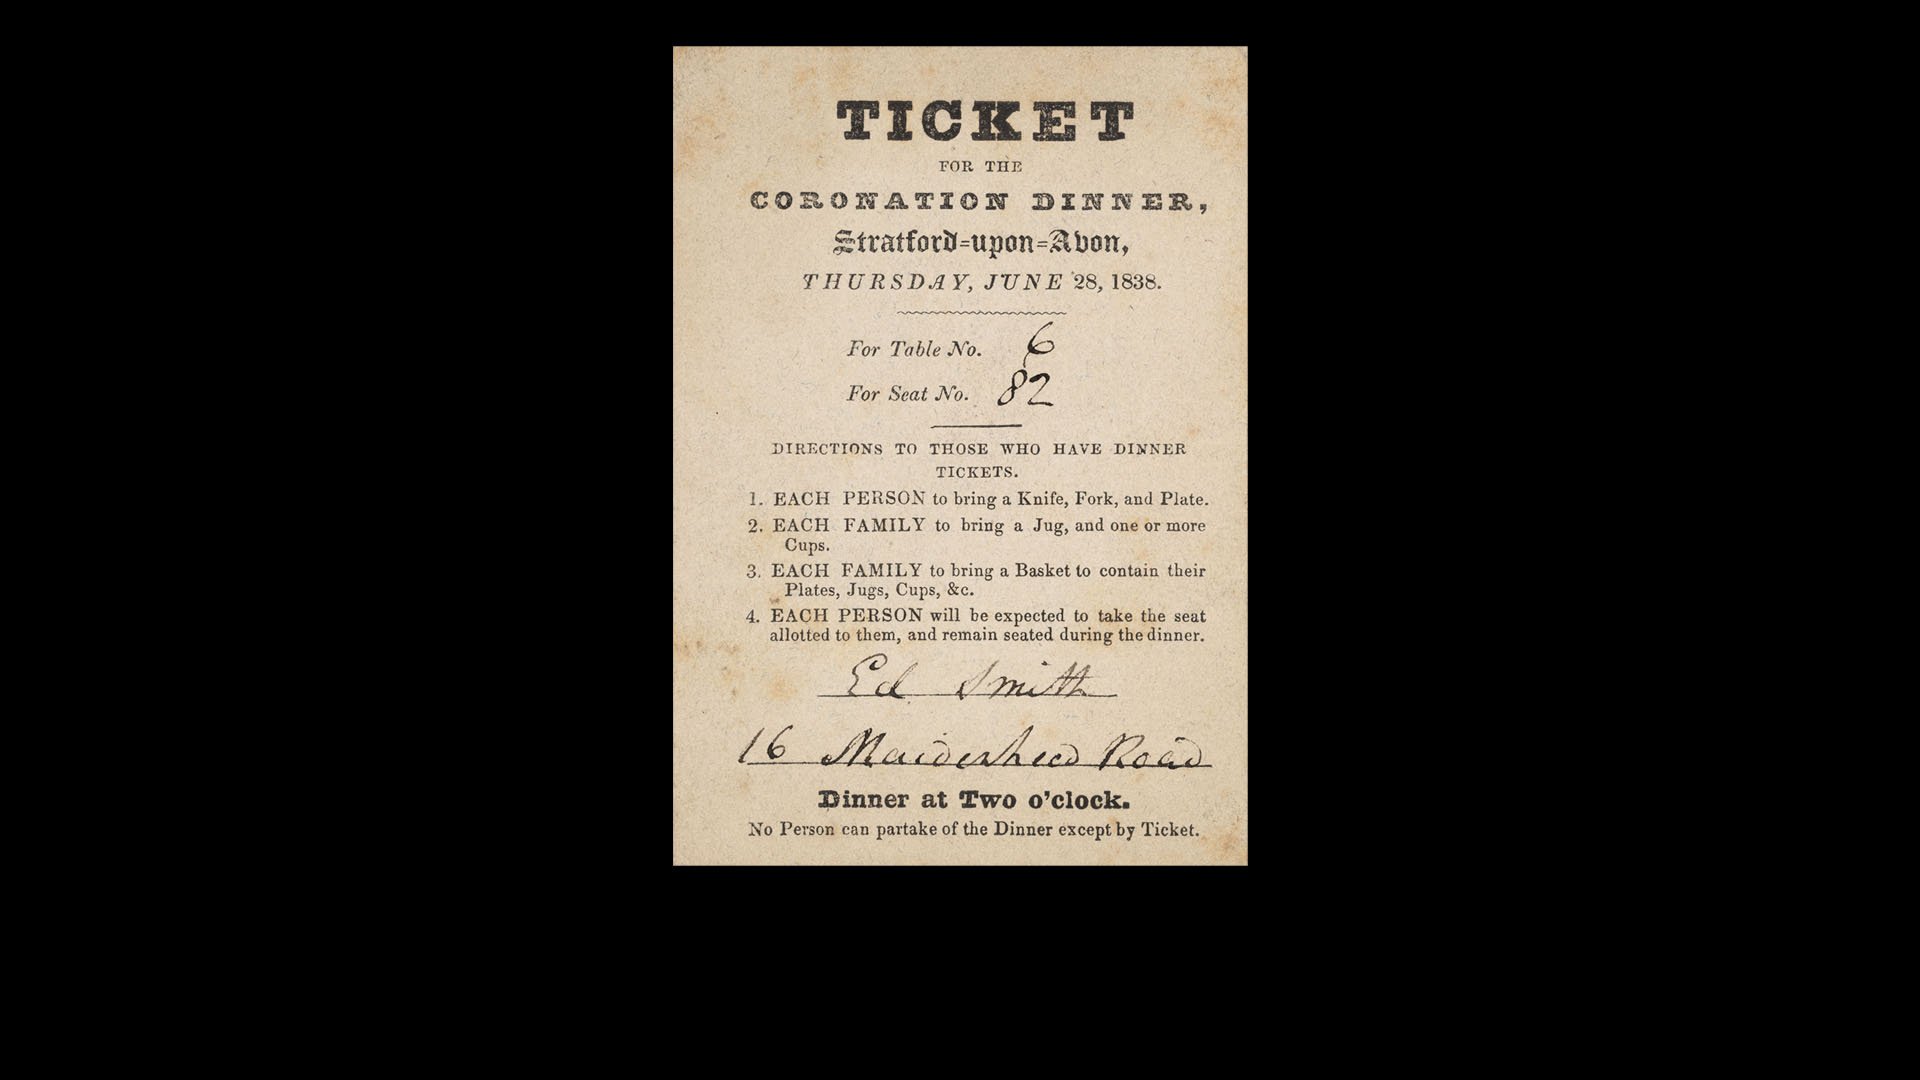 TICKET
FOR THE
CORONATION DINNER,
Stratford-upon-Avon,
THURSDAY, JUNE 28, 1838.
For Table No. 6
For Seat No. 82
DIRECTIONS TO THOSE WHO HAVE DINNER
TICKETS.
1. EACH PERSON to bring a Knife, Fork, and Plate.
2. EACH FAMILY to bring a Jug, and one or more
Cups.
3. EACH FAMILY to bring a Basket to contain their
Plates, Jugs, Cups, &c.
4. EACH PERSON will be expected to take the seat
allotted to them, and remain seated during the dinner.
Ed Smith
16 Maidenhead Road
Dinner at Two o'clock.
No Person can partake of the Dinner except by Ticket.